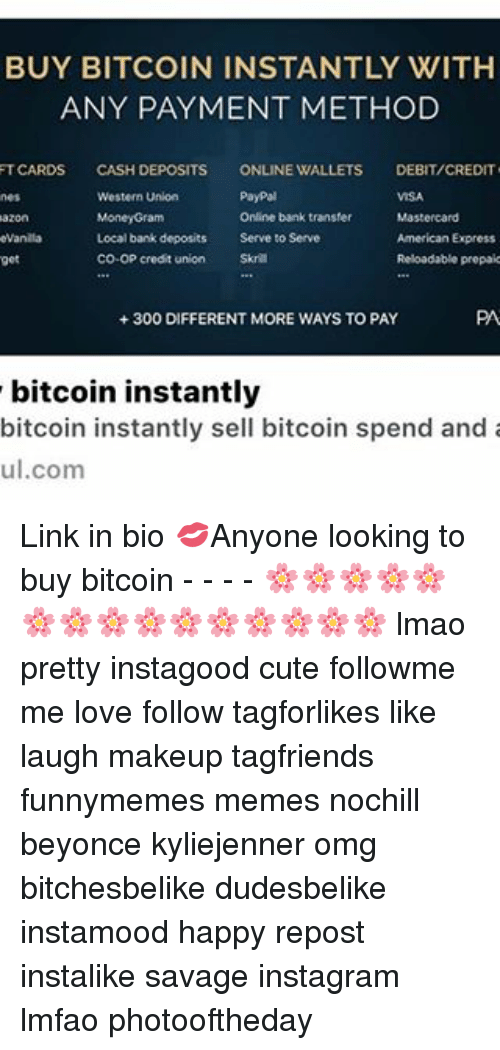 BUY BITCOIN INSTANTLY WITH
ANY PAYMENT METHOD
FT CARDS CASH DEPOSITS ONLINE WALLETS DEBIT/CREDIT
nes Western Union PayPal VISA
azon MoneyGram Online bank transfer Mastercard
eVanilla Local bank deposits Serve to Serve American Express
get CO-OP credit union Skrill Reloadable prepaid
... ... ...
+ 300 DIFFERENT MORE WAYS TO PAY PA
bitcoin instantly
bitcoin instantly sell bitcoin spend and a
ul.com
Link in bio 💋Anyone looking to
buy bitcoin - - - - 🌸🌸🌸🌸🌸
🌸🌸🌸🌸🌸🌸🌸🌸🌸🌸 lmao
pretty instagood cute followme
me love follow tagforlikes like
laugh makeup tagfriends
funnymemes memes nochill
beyonce kyliejenner omg
bitchesbelike dudesbelike
instamood happy repost
instalike savage instagram
lmfao photooftheday